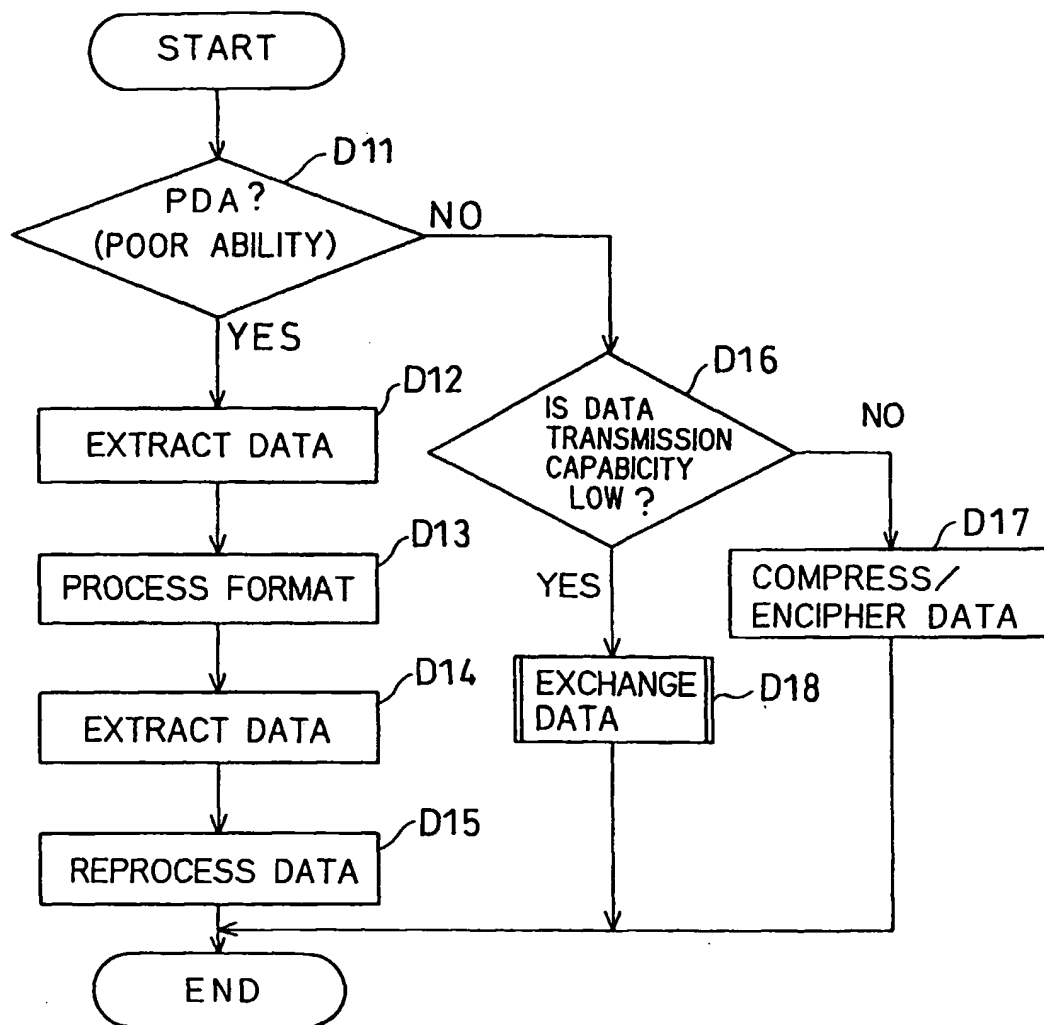 START
D11
PDA?
(POOR ABILITY)
NO
YES
D12
EXTRACT DATA
D13
PROCESS FORMAT
D14
EXTRACT DATA
D15
REPROCESS DATA
D16
IS DATA
TRANSMISSION
CAPABICITY
LOW?
NO
YES
D17
COMPRESS/
ENCIPHER DATA
EXCHANGE
DATA
D18
END